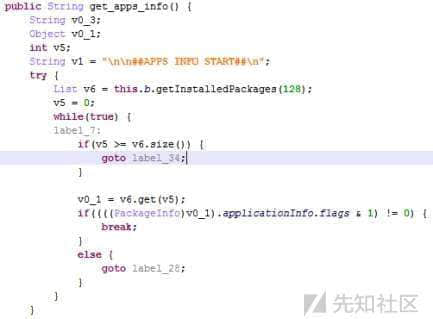 public String get_apps_info() {
String v0_3;
Object v0_1;
int v5;
String v1 = "\n\n##APPS INFO START##\n";
try {
List v6 = this.b.getInstalledPackages(128);
v5 = 0;
while(true) {
label_7:
if(v5 >= v6.size()) {
goto label_34;
}
v0_1 = v6.get(v5);
if((((PackageInfo)v0_1).applicationInfo.flags & 1) != 0) {
break;
}
else {
goto label_28;
}
}
}
先知社区